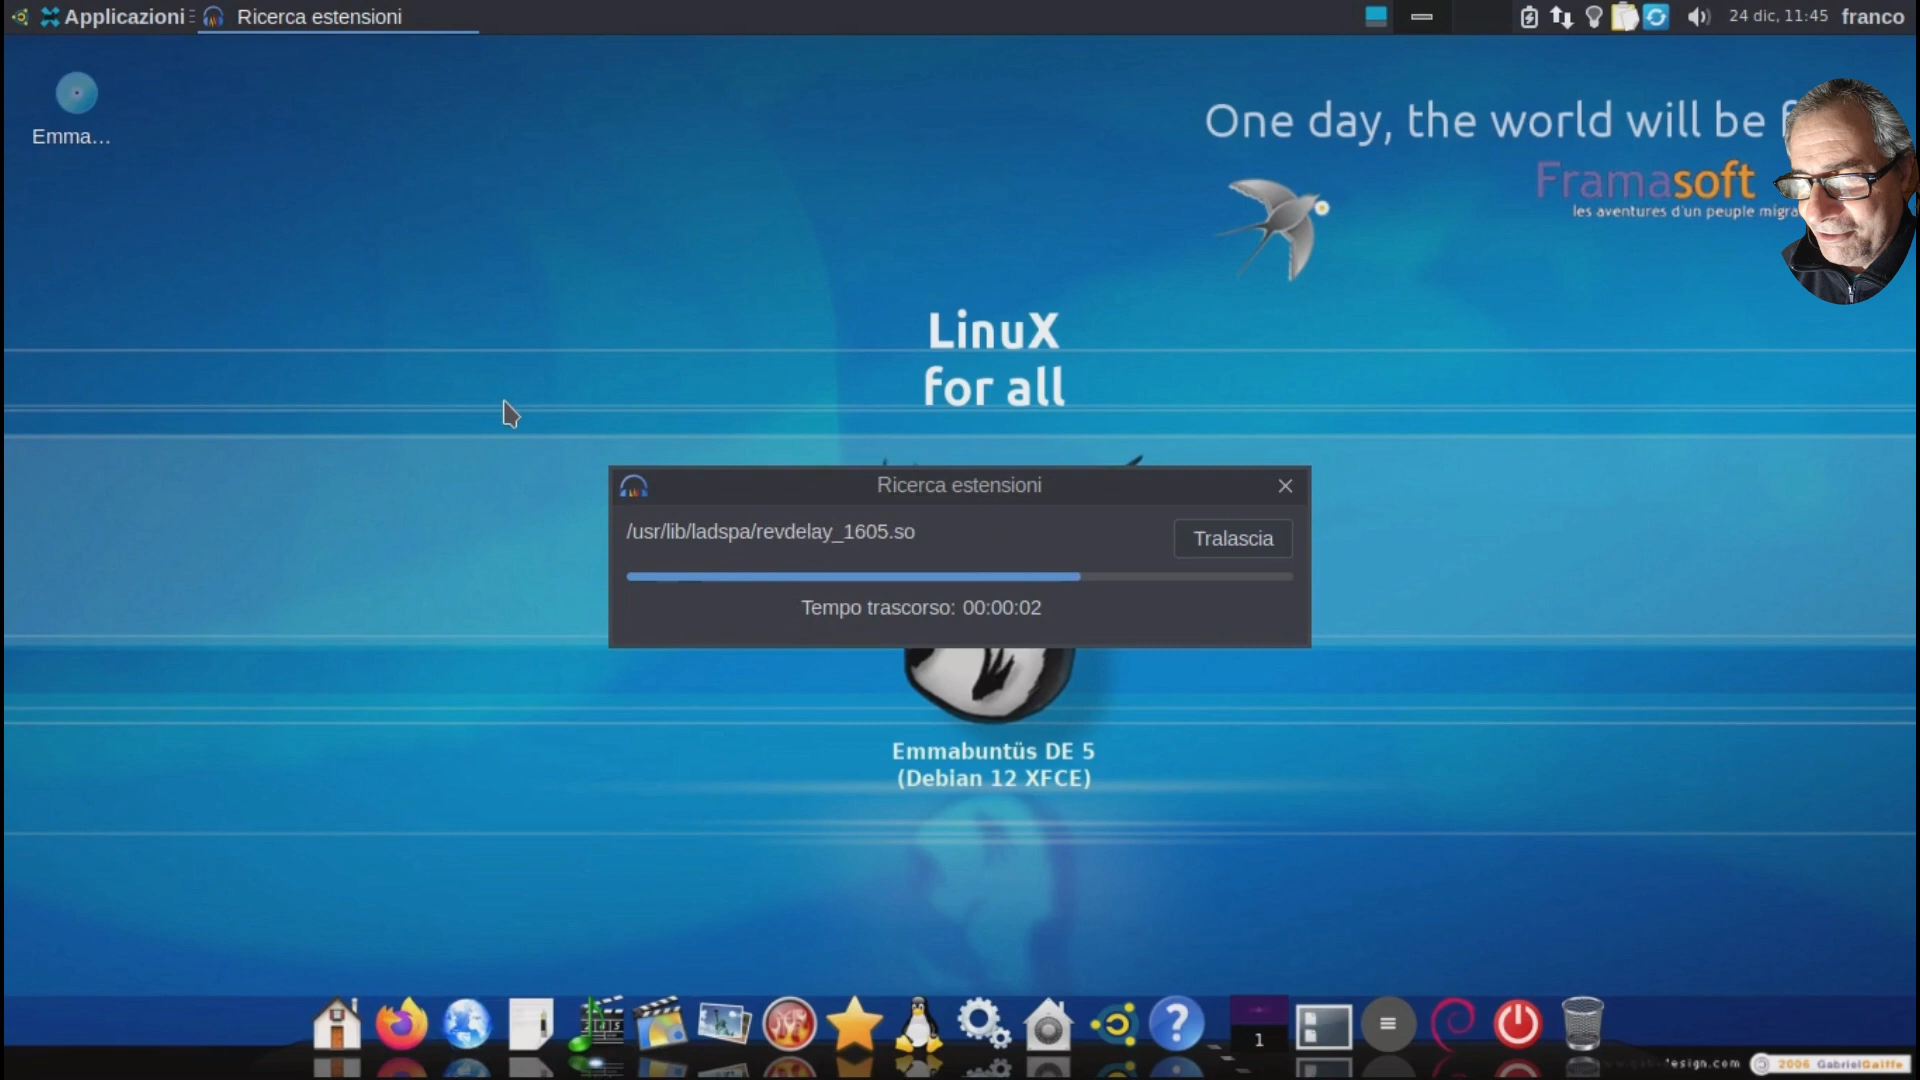 Applicazioni
Ricerca estensioni
24 dic, 11:45
franco
Emma…
One day, the world will be
Framasoft
les aventures d'un peuple
LinuX
for all
Ricerca estensioni
/usr/lib/ladspa/revdelay_1605.so
Tralascia
Tempo trascorso: 00:00:02
Emmabuntüs DE 5
(Debian 12 XFCE)
1
2006 GabrielGaiffe